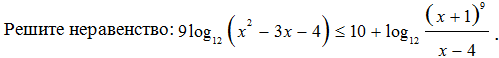 Решите неравенство: 9log₁₂(x² − 3x − 4) ≤ 10 + log₁₂ (x + 1)⁹ / (x − 4) .